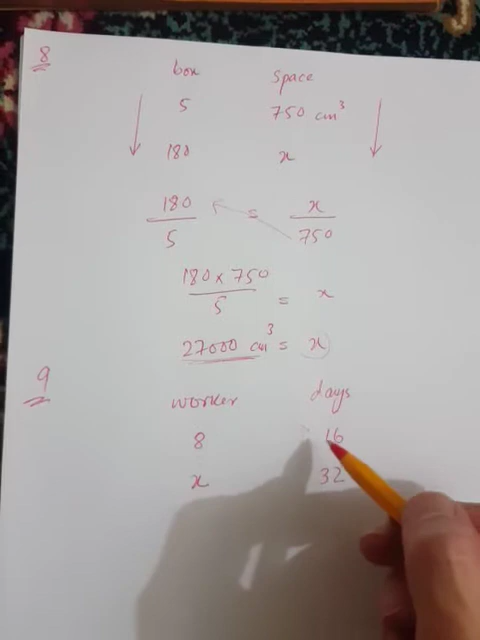 8
box space
5 750 cm³
180 x
180/5 = x/750
180 x 750/5 = x
27000 cm³ = x
9
worker days
8 16
x 32